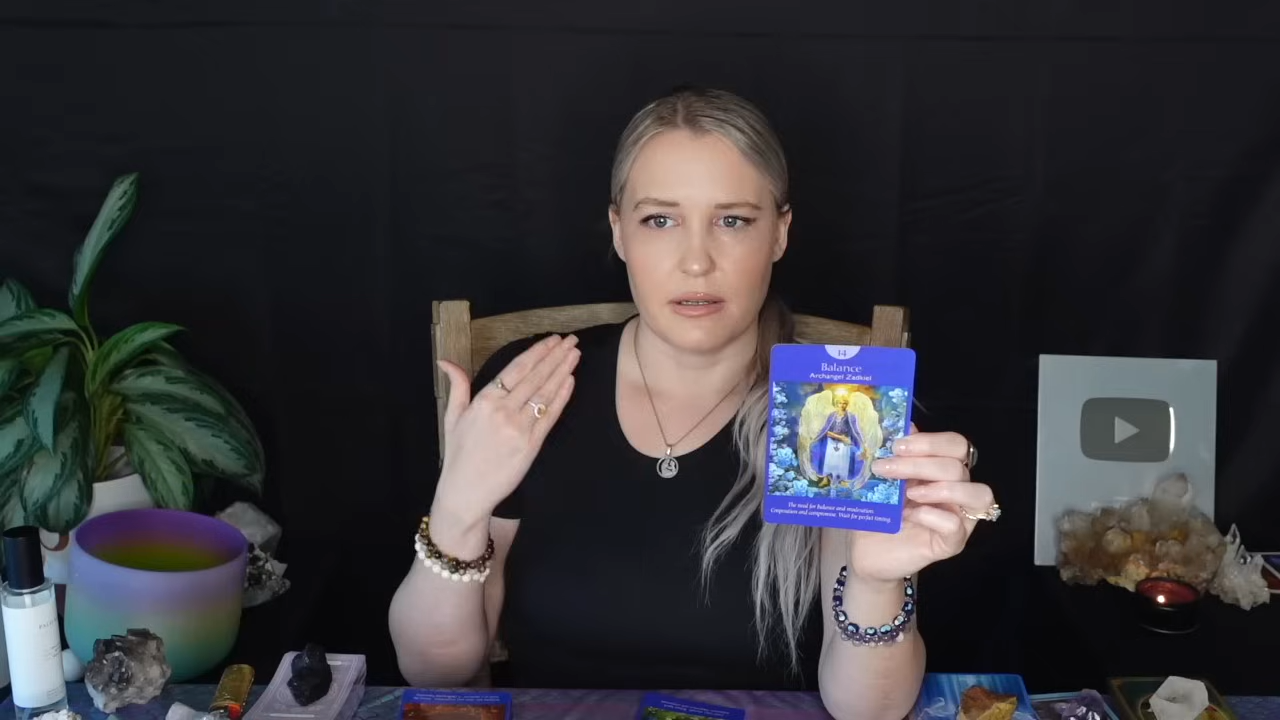 14
Balance
Archangel Zadkiel
The need for balance and moderation.
Cooperation and compromise. Wait for perfect timing.